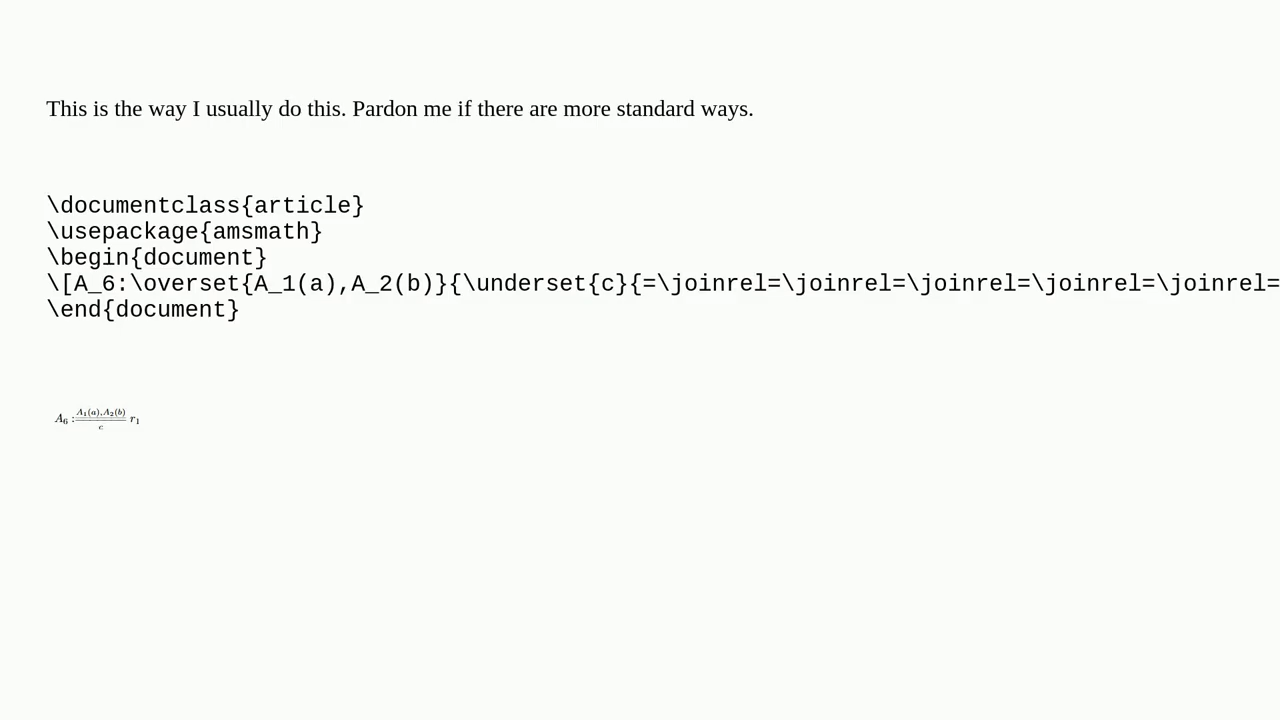 This is the way I usually do this. Pardon me if there are more standard ways.
\documentclass{article}
\usepackage{amsmath}
\begin{document}
\[A_6:\overset{A_1(a),A_2(b)}{\underset{c}{=\joinrel=\joinrel=\joinrel=\joinrel=\joinrel=
\end{document}
A₆ : A₁(a),A₂(b) r₁
c